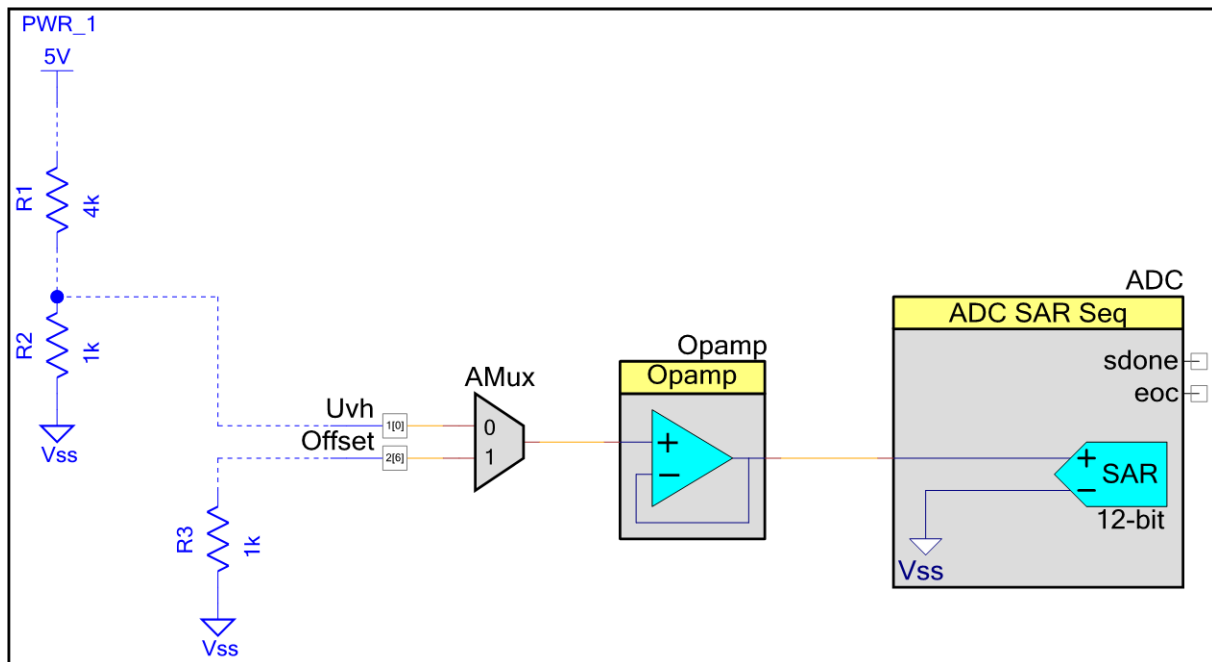 PWR_1
5V
R1
4k
R2
1k
Vss
Uvh
1[0]
Offset
2[6]
R3
1k
Vss
AMux
0
1
Opamp
Opamp
+
−
ADC
ADC SAR Seq
sdone
eoc
+
−
SAR
12-bit
Vss